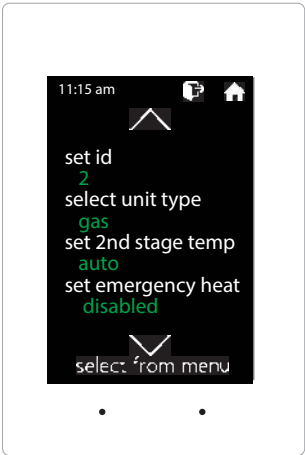 11:15 am
set id
2
select unit type
gas
set 2nd stage temp
auto
set emergency heat
disabled
select from menu